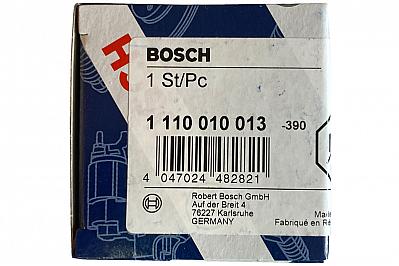 BOSCH
1 St/Pc
1 110 010 013 -390
4 047024 482821
Robert Bosch GmbH
Auf der Breit 4
76227 Karlsruhe
GERMANY
Fabriqué en